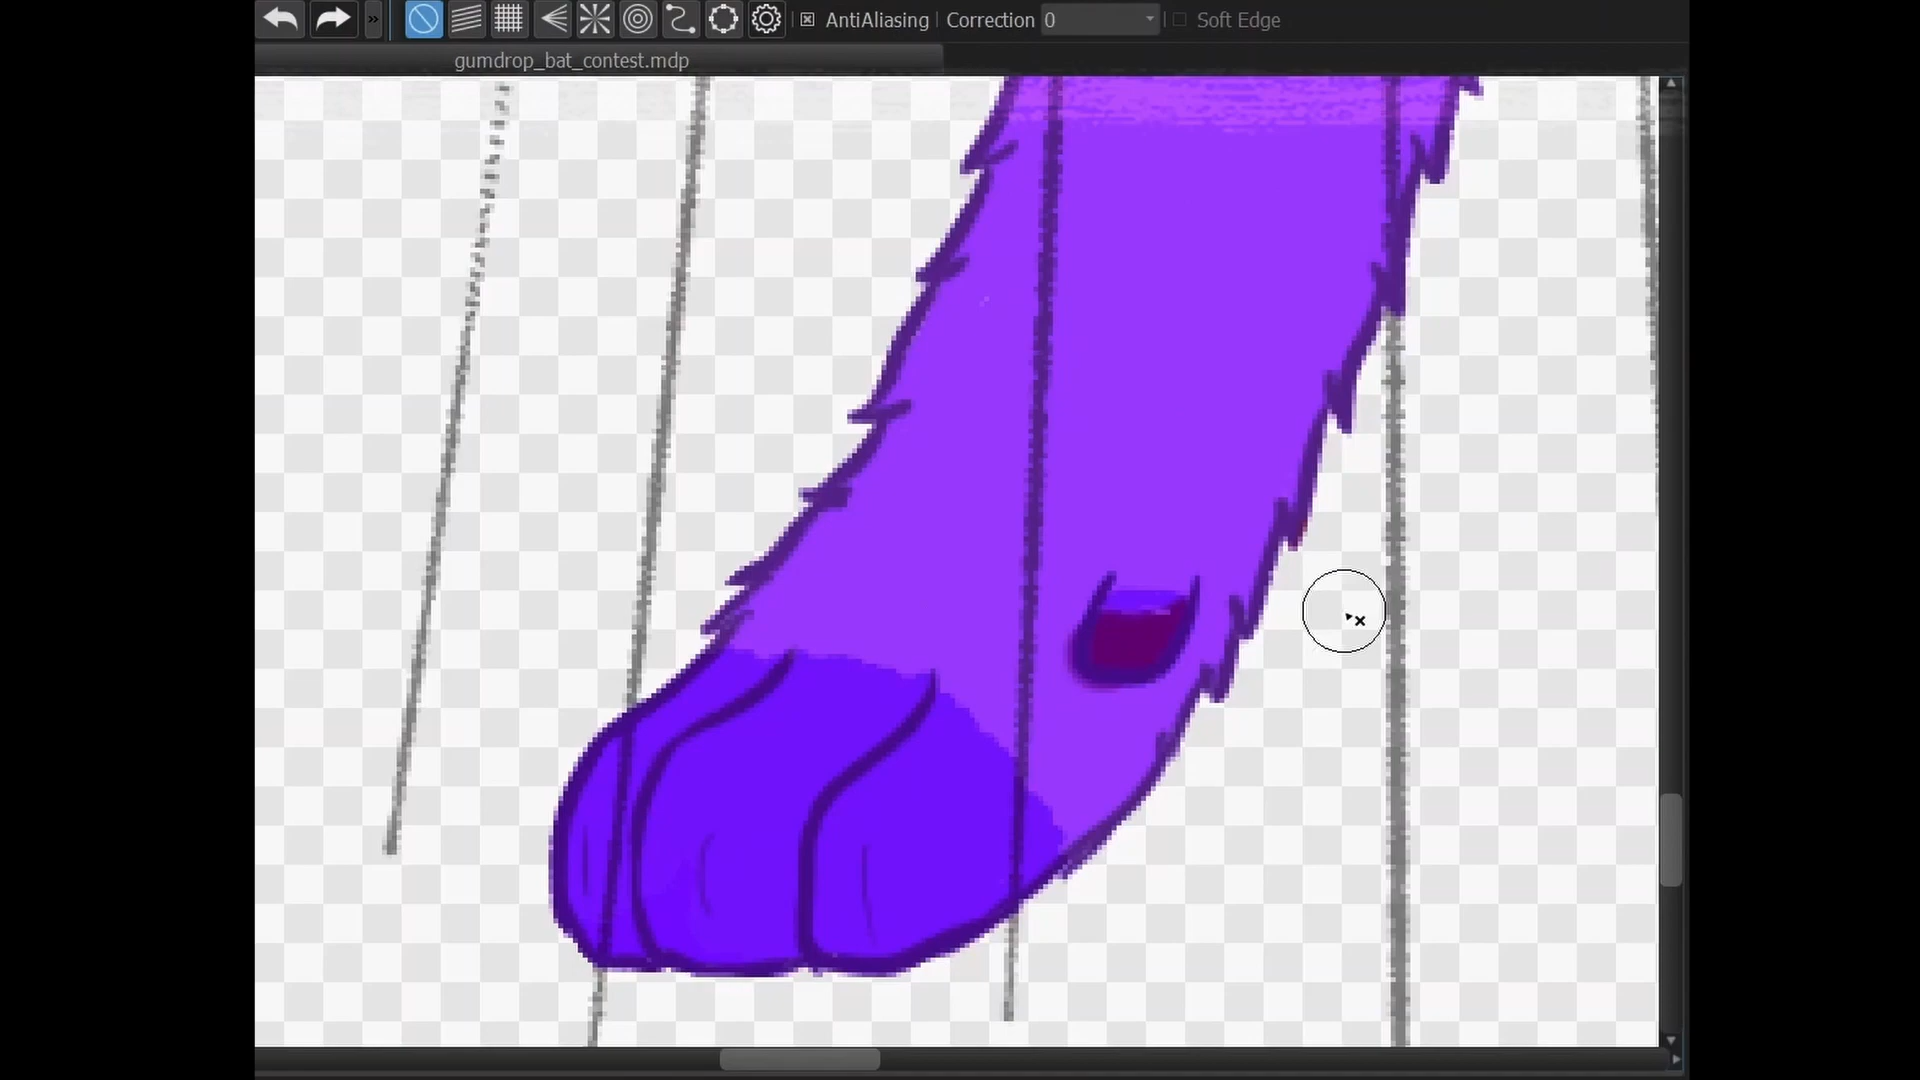 » AntiAliasing Correction 0 Soft Edge
gumdrop_bat_contest.mdp